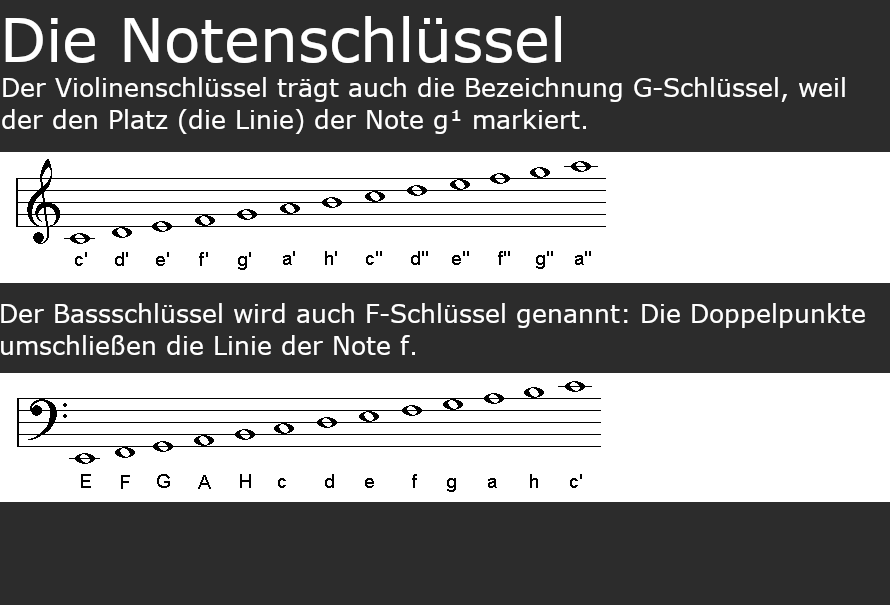 Die Notenschlüssel
Der Violinenschlüssel trägt auch die Bezeichnung G-Schlüssel, weil
der den Platz (die Linie) der Note g¹ markiert.
c' d' e' f' g' a' h' c" d" e" f" g" a"
Der Bassschlüssel wird auch F-Schlüssel genannt: Die Doppelpunkte
umschließen die Linie der Note f.
E F G A H c d e f g a h c'